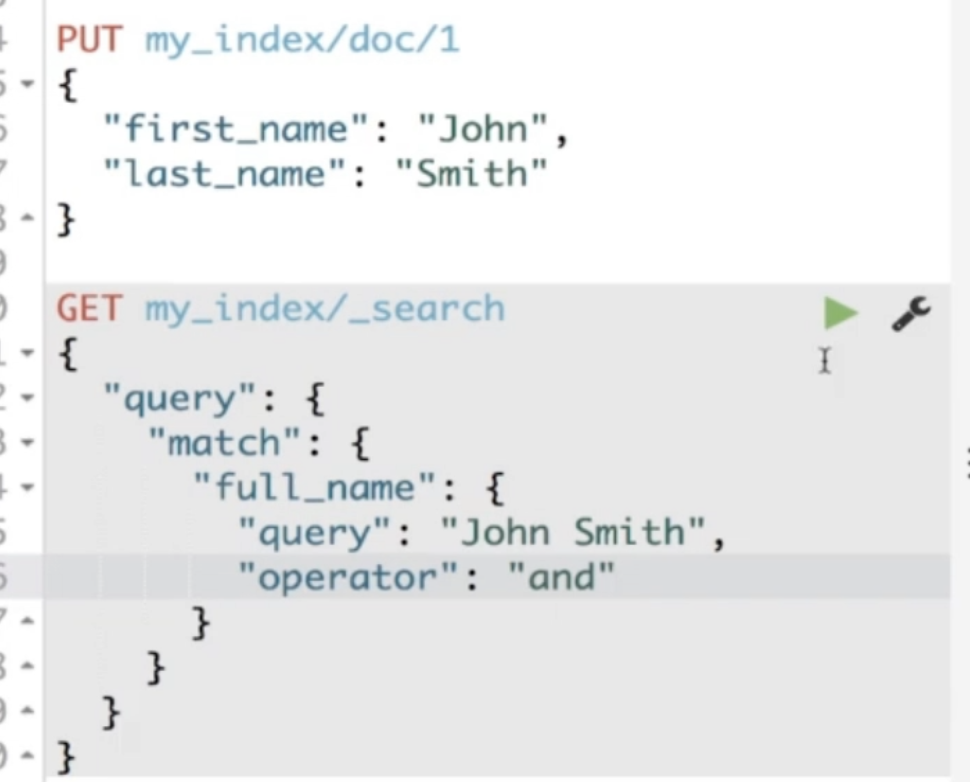 PUT my_index/doc/1
{
"first_name": "John",
"last_name": "Smith"
}
GET my_index/_search
{
"query": {
"match": {
"full_name": {
"query": "John Smith",
"operator": "and"
}
}
}
}